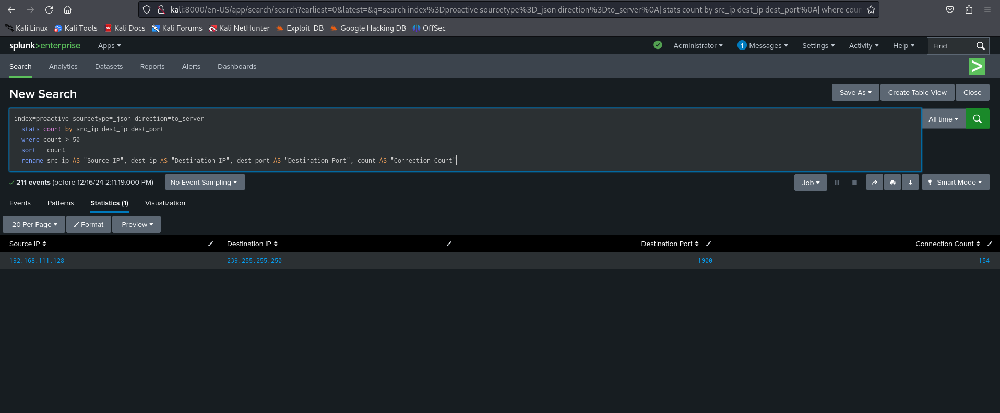 kali:8000/en-US/app/search/search?earliest=0&latest=&q=search index%3Dproactive sourcetype%3D_json direction%3Dto_server%0A| stats count by src_ip dest_ip dest_port%0A| where coun
Kali Linux Kali Tools Kali Docs Kali Forums Kali NetHunter Exploit-DB Google Hacking DB OffSec
splunk>enterprise Apps Administrator 1 Messages Settings Activity Help Find
Search Analytics Datasets Reports Alerts Dashboards
New Search Save As Create Table View Close
index=proactive sourcetype=_json direction=to_server
| stats count by src_ip dest_ip dest_port
| where count > 50
| sort - count
| rename src_ip AS "Source IP", dest_ip AS "Destination IP", dest_port AS "Destination Port", count AS "Connection Count"
All time
211 events (before 12/16/24 2:11:19.000 PM) No Event Sampling Job Smart Mode
Events Patterns Statistics (1) Visualization
20 Per Page Format Preview
Source IP Destination IP Destination Port Connection Count
192.168.111.128 239.255.255.250 1900 154